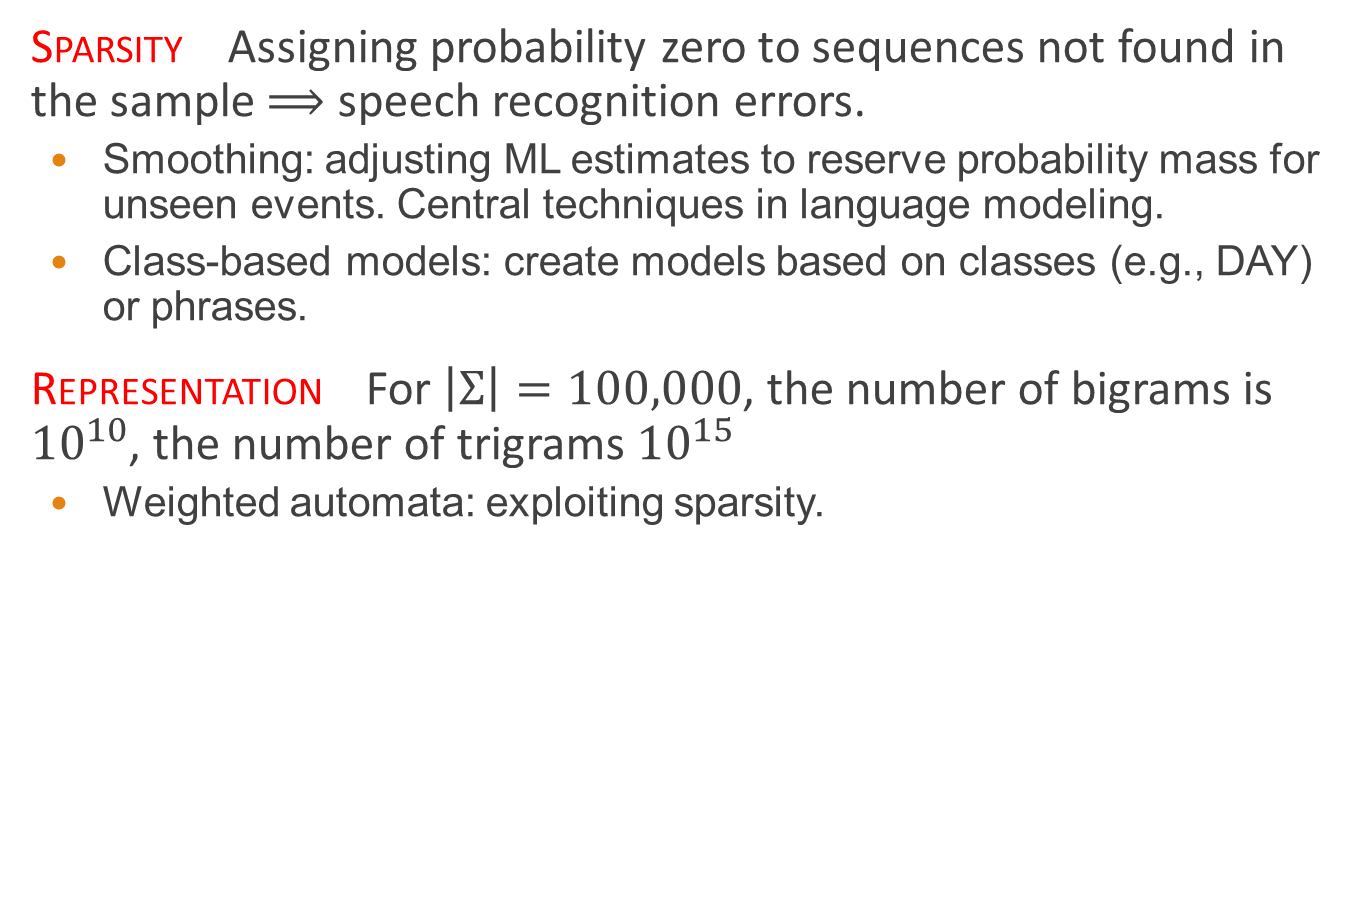 SPARSITY Assigning probability zero to sequences not found in
the sample ⟹ speech recognition errors.
• Smoothing: adjusting ML estimates to reserve probability mass for
unseen events. Central techniques in language modeling.
• Class-based models: create models based on classes (e.g., DAY)
or phrases.
REPRESENTATION For |Σ| = 100,000, the number of bigrams is
10¹⁰, the number of trigrams 10¹⁵
• Weighted automata: exploiting sparsity.